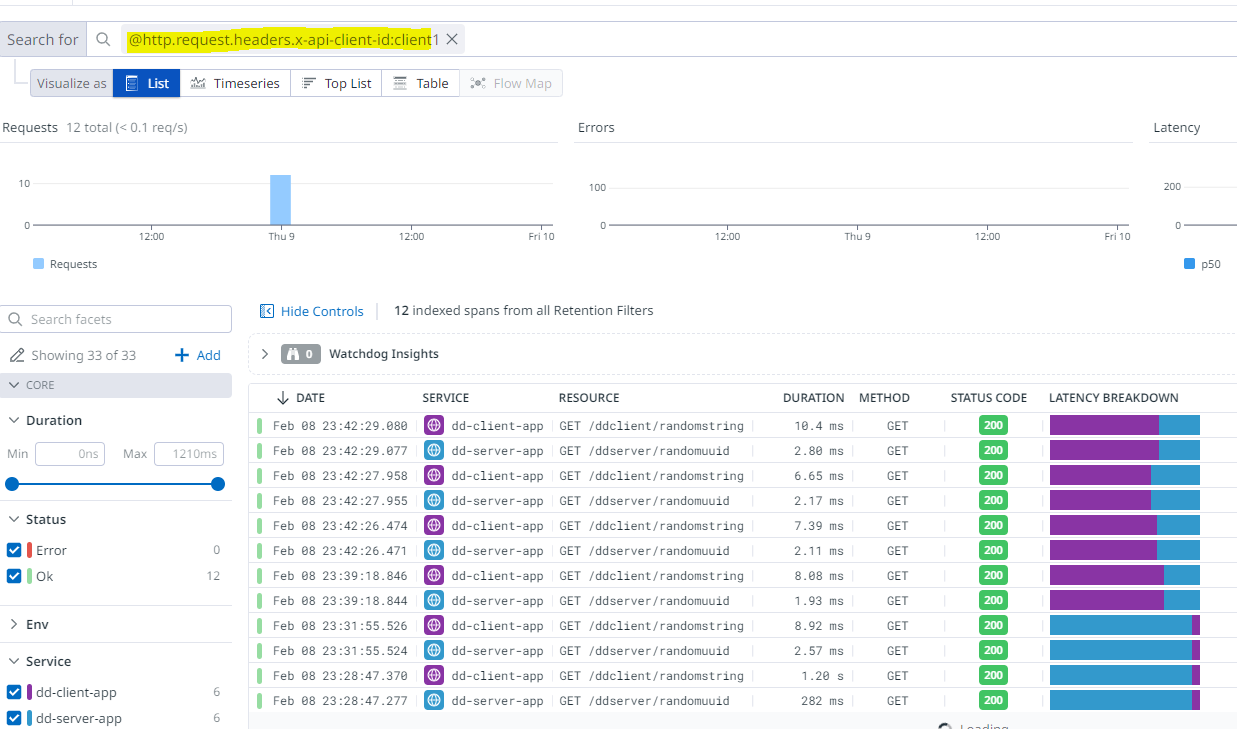 Search for @http.request.headers.x-api-client-id:client1
Visualize as List Timeseries Top List Table Flow Map
Requests 12 total (< 0.1 req/s) Errors Latency
10 100 200
0 0 0
12:00 Thu 9 12:00 Fri 10 12:00 Thu 9 12:00 Fri 10
Requests p50
Search facets
Showing 33 of 33 Add
CORE
Duration
Min 0ns Max 1210ms
Status
Error 0
Ok 12
Env
Service
dd-client-app 6
dd-server-app 6
Hide Controls 12 indexed spans from all Retention Filters
0 Watchdog Insights
DATE SERVICE RESOURCE DURATION METHOD STATUS CODE LATENCY BREAKDOWN
Feb 08 23:42:29.080 dd-client-app GET /ddclient/randomstring 10.4 ms GET 200
Feb 08 23:42:29.077 dd-server-app GET /ddserver/randomuuid 2.80 ms GET 200
Feb 08 23:42:27.958 dd-client-app GET /ddclient/randomstring 6.65 ms GET 200
Feb 08 23:42:27.955 dd-server-app GET /ddserver/randomuuid 2.17 ms GET 200
Feb 08 23:42:26.474 dd-client-app GET /ddclient/randomstring 7.39 ms GET 200
Feb 08 23:42:26.471 dd-server-app GET /ddserver/randomuuid 2.11 ms GET 200
Feb 08 23:39:18.846 dd-client-app GET /ddclient/randomstring 8.08 ms GET 200
Feb 08 23:39:18.844 dd-server-app GET /ddserver/randomuuid 1.93 ms GET 200
Feb 08 23:31:55.526 dd-client-app GET /ddclient/randomstring 8.92 ms GET 200
Feb 08 23:31:55.524 dd-server-app GET /ddserver/randomuuid 2.57 ms GET 200
Feb 08 23:28:47.370 dd-client-app GET /ddclient/randomstring 1.20 s GET 200
Feb 08 23:28:47.277 dd-server-app GET /ddserver/randomuuid 282 ms GET 200
Loading